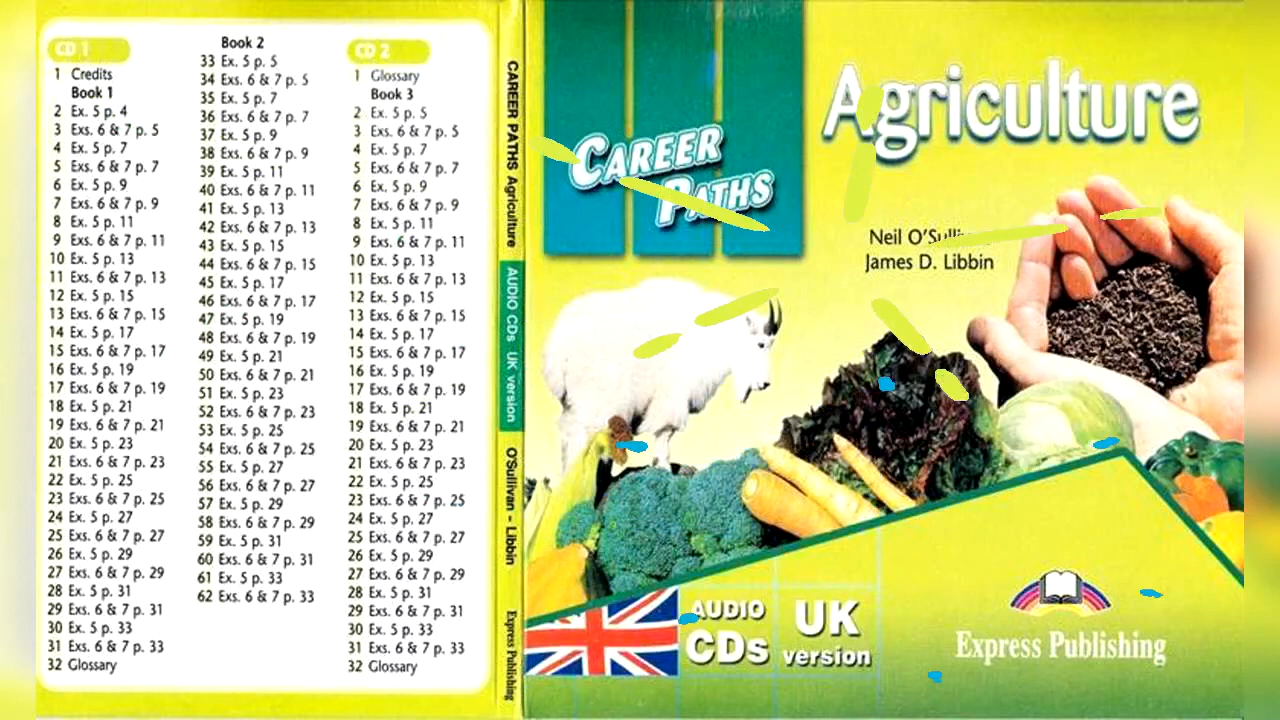 CD 1
1 Credits
Book 1
2 Ex. 5 p. 4
3 Exs. 6 & 7 p. 5
4 Ex. 5 p. 7
5 Exs. 6 & 7 p. 7
6 Ex. 5 p. 9
7 Exs. 6 & 7 p. 9
8 Ex. 5 p. 11
9 Exs. 6 & 7 p. 11
10 Ex. 5 p. 13
11 Exs. 6 & 7 p. 13
12 Ex. 5 p. 15
13 Exs. 6 & 7 p. 15
14 Ex. 5 p. 17
15 Exs. 6 & 7 p. 17
16 Ex. 5 p. 19
17 Exs. 6 & 7 p. 19
18 Ex. 5 p. 21
19 Exs. 6 & 7 p. 21
20 Ex. 5 p. 23
21 Exs. 6 & 7 p. 23
22 Ex. 5 p. 25
23 Exs. 6 & 7 p. 25
24 Ex. 5 p. 27
25 Exs. 6 & 7 p. 27
26 Ex. 5 p. 29
27 Exs. 6 & 7 p. 29
28 Ex. 5 p. 31
29 Exs. 6 & 7 p. 31
30 Ex. 5 p. 33
31 Exs. 6 & 7 p. 33
32 Glossary
Book 2
33 Ex. 5 p. 5
34 Exs. 6 & 7 p. 5
35 Ex. 5 p. 7
36 Exs. 6 & 7 p. 7
37 Ex. 5 p. 9
38 Exs. 6 & 7 p. 9
39 Ex. 5 p. 11
40 Exs. 6 & 7 p. 11
41 Ex. 5 p. 13
42 Exs. 6 & 7 p. 13
43 Ex. 5 p. 15
44 Exs. 6 & 7 p. 15
45 Ex. 5 p. 17
46 Exs. 6 & 7 p. 17
47 Ex. 5 p. 19
48 Exs. 6 & 7 p. 19
49 Ex. 5 p. 21
50 Exs. 6 & 7 p. 21
51 Ex. 5 p. 23
52 Exs. 6 & 7 p. 23
53 Ex. 5 p. 25
54 Exs. 6 & 7 p. 25
55 Ex. 5 p. 27
56 Exs. 6 & 7 p. 27
57 Ex. 5 p. 29
58 Exs. 6 & 7 p. 29
59 Ex. 5 p. 31
60 Exs. 6 & 7 p. 31
61 Ex. 5 p. 33
62 Exs. 6 & 7 p. 33
CD 2
1 Glossary
Book 3
2 Ex. 5 p. 5
3 Exs. 6 & 7 p. 5
4 Ex. 5 p. 7
5 Exs. 6 & 7 p. 7
6 Ex. 5 p. 9
7 Exs. 6 & 7 p. 9
8 Ex. 5 p. 11
9 Exs. 6 & 7 p. 11
10 Ex. 5 p. 13
11 Exs. 6 & 7 p. 13
12 Ex. 5 p. 15
13 Exs. 6 & 7 p. 15
14 Ex. 5 p. 17
15 Exs. 6 & 7 p. 17
16 Ex. 5 p. 19
17 Exs. 6 & 7 p. 19
18 Ex. 5 p. 21
19 Exs. 6 & 7 p. 21
20 Ex. 5 p. 23
21 Exs. 6 & 7 p. 23
22 Ex. 5 p. 25
23 Exs. 6 & 7 p. 25
24 Ex. 5 p. 27
25 Exs. 6 & 7 p. 27
26 Ex. 5 p. 29
27 Exs. 6 & 7 p. 29
28 Ex. 5 p. 31
29 Exs. 6 & 7 p. 31
30 Ex. 5 p. 33
31 Exs. 6 & 7 p. 33
32 Glossary
CAREER PATHS Agriculture AUDIO CDs UK version O'Sullivan - Libbin Express Publishing
CAREER
PATHS
Agriculture
Neil O'Sullivan
James D. Libbin
AUDIO
CDs
UK
version
Express Publishing